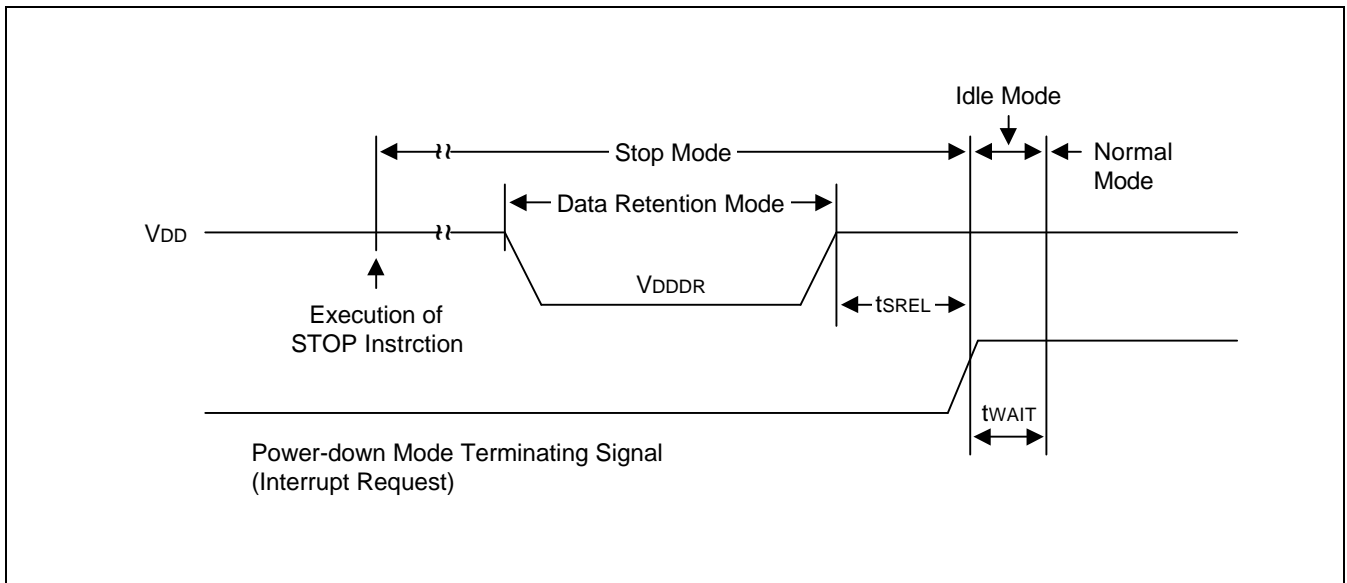 Idle Mode
Stop Mode
Normal
Mode
Data Retention Mode
VDD
VDDDR
tSREL
Execution of
STOP Instrction
tWAIT
Power-down Mode Terminating Signal
(Interrupt Request)